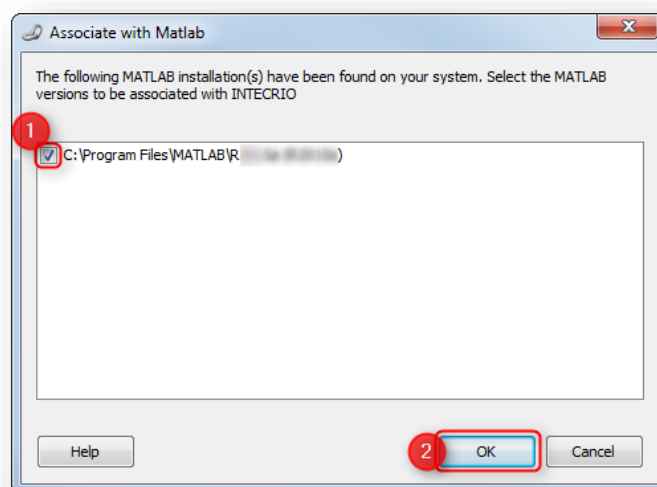 Associate with Matlab
The following MATLAB installation(s) have been found on your system. Select the MATLAB
versions to be associated with INTECRIO
1
C:\Program Files\MATLAB\R )
Help
2
OK
Cancel